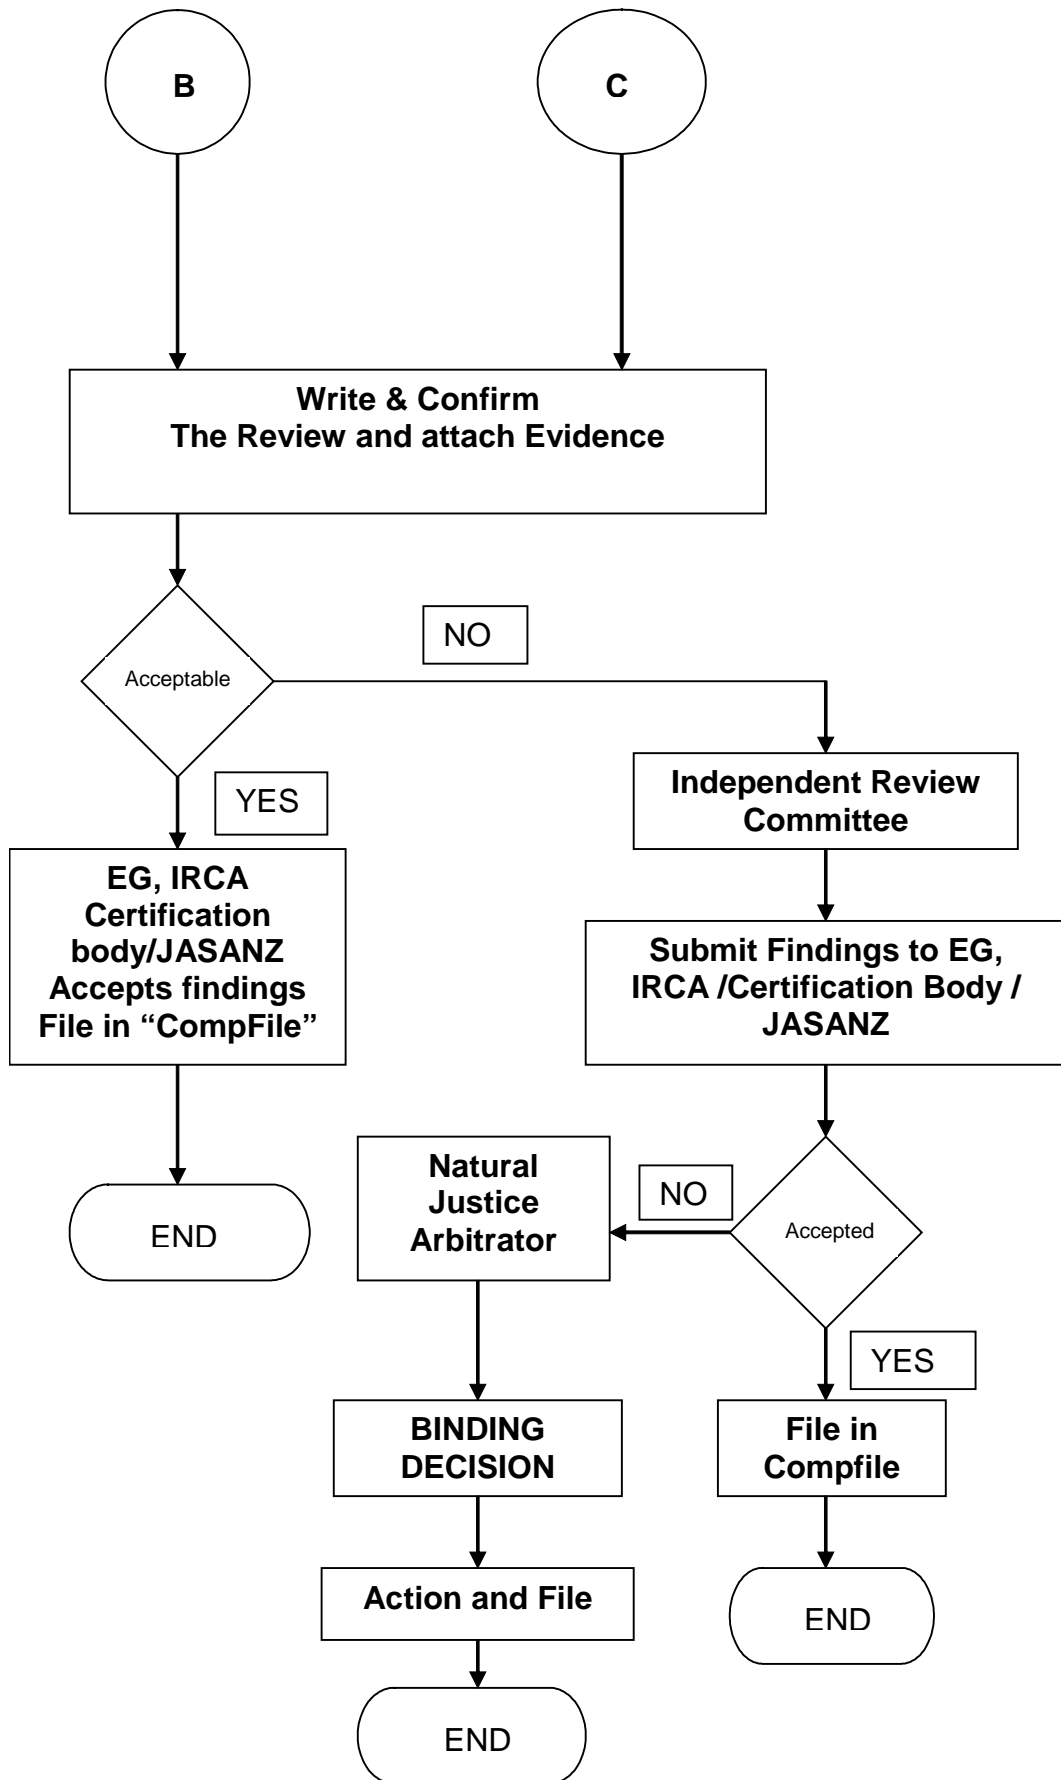 B
C
Write & Confirm
The Review and attach Evidence
Acceptable
NO
YES
Independent Review
Committee
EG, IRCA
Certification
body/JASANZ
Accepts findings
File in “CompFile”
Submit Findings to EG,
IRCA /Certification Body /
JASANZ
END
Natural
Justice
Arbitrator
NO
Accepted
YES
BINDING
DECISION
File in
Compfile
Action and File
END
END